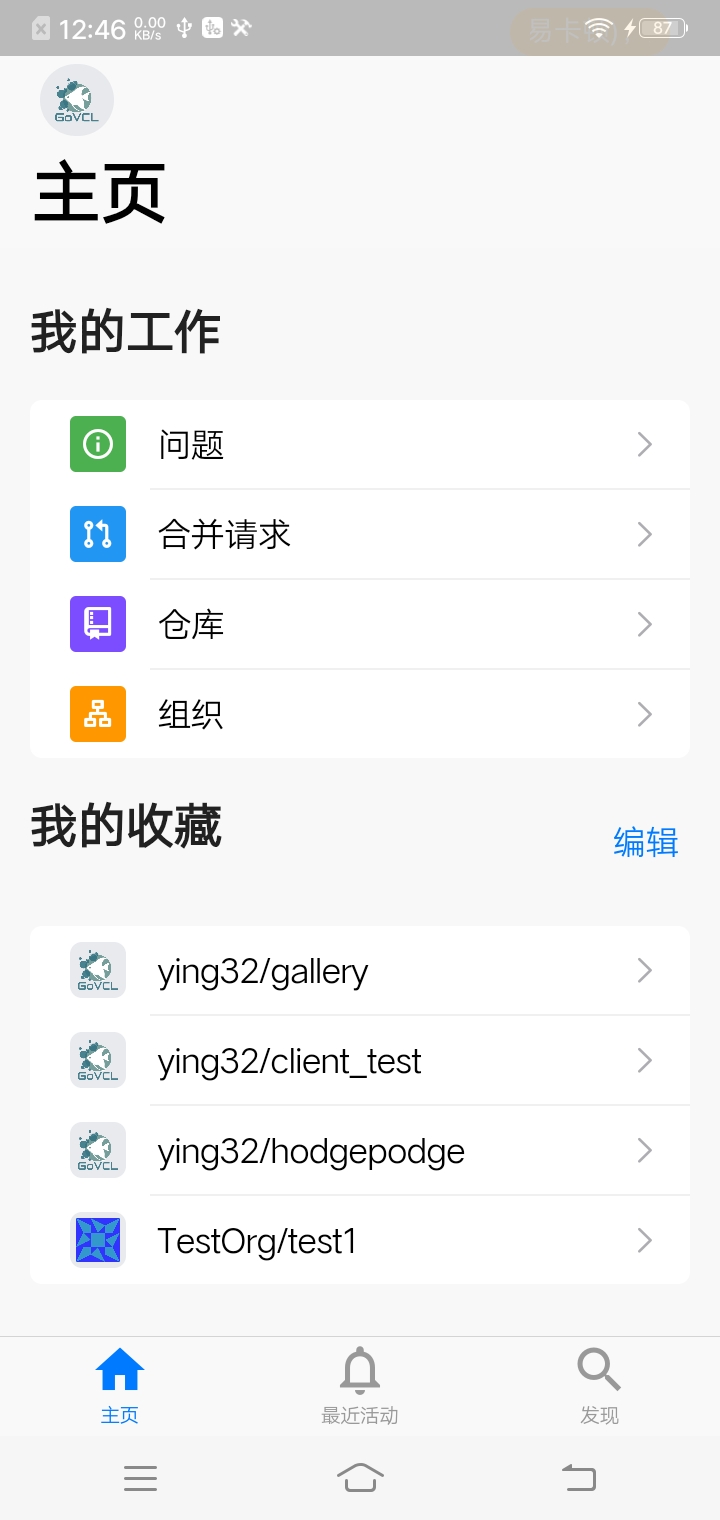 12:46 0.00 KB/s 87
GoVCL
主页
我的工作
问题
合并请求
仓库
组织
我的收藏
编辑
GoVCL ying32/gallery
GoVCL ying32/client_test
GoVCL ying32/hodgepodge
TestOrg/test1
主页 最近活动 发现